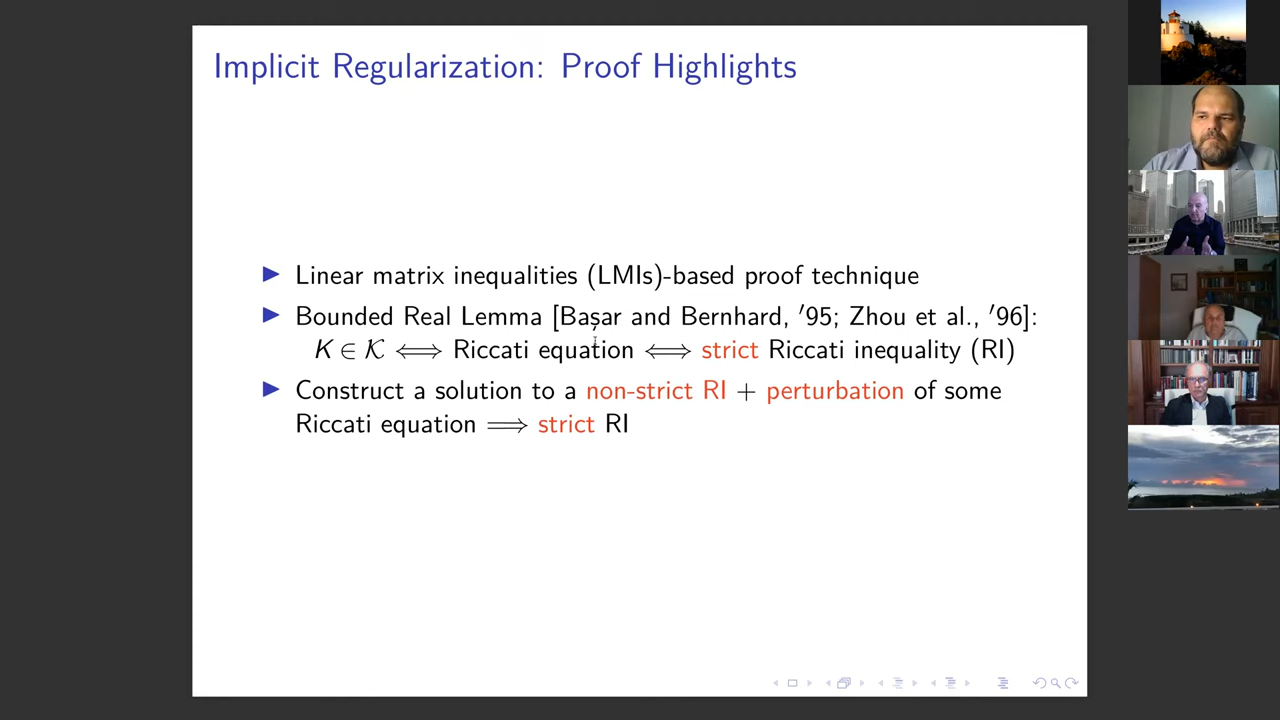 Implicit Regularization: Proof Highlights
▶ Linear matrix inequalities (LMIs)-based proof technique
▶ Bounded Real Lemma [Başar and Bernhard, ′95; Zhou et al., ′96]:
K ∈ 𝒦 ⟺ Riccati equation ⟺ strict Riccati inequality (RI)
▶ Construct a solution to a non-strict RI + perturbation of some
Riccati equation ⟹ strict RI